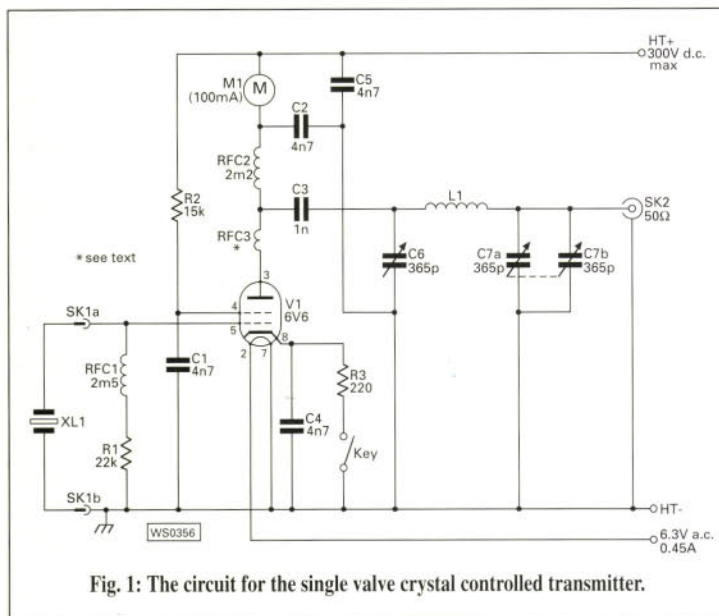 HT+
300V d.c.
max
M1
(100mA)
M
C5
4n7
C2
4n7
RFC2
2m2
R2
15k
C3
1n
L1
SK2
50Ω
RFC3
*
C6
365p
C7a
365p
C7b
365p
* see text
3
V1
6V6
4
5
2
7
8
SK1a
RFC1
2m5
C1
4n7
XL1
R1
22k
C4
4n7
R3
220
Key
SK1b
WS0356
HT-
6.3V a.c.
0.45A
Fig. 1: The circuit for the single valve crystal controlled transmitter.